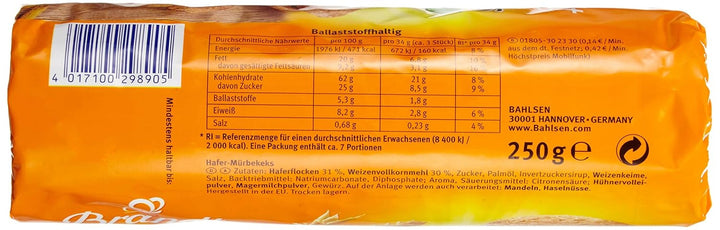 4 017100 298905
Mindestens haltbar bis:
Ballaststoffhaltig
Durchschnittliche Nährwerte pro 100 g pro 34 g (ca. 3 Stück) RI* pro 34 g
Energie 1976 kJ / 471 kcal 672 kJ / 160 kcal 8 %
Fett 20 g 6,8 g 10 %
davon gesättigte Fettsäuren
Kohlenhydrate 62 g 21 g 8 %
davon Zucker 25 g 8,5 g 9 %
Ballaststoffe 5,3 g 1,8 g
Eiweiß 8,2 g 2,8 g 6 %
Salz 0,68 g 0,23 g 4 %
* RI = Referenzmenge für einen durchschnittlichen Erwachsenen (8 400 kJ /
2 000 kcal). Eine Packung enthält ca. 7 Portionen
Hafer-Mürbekeks
Zutaten: Haferflocken 31 %, Weizenvollkornmehl 30 %, Zucker, Palmöl, Invertzuckersirup, Weizenkeime,
Salz, Backtriebmittel: Natriumcarbonate, Diphosphate; Aroma, Säuerungsmittel: Citronensäure; Hühnervollei-
pulver, Magermilchpulver, Gewürz. Auf der Anlage werden auch verarbeitet: Mandeln, Haselnüsse.
Hergestellt in der EU. Trocken lagern.
01805-30 23 30 (0,14 € / Min.
aus dem dt. Festnetz; 0,42 € / Min.
Höchstpreis Mobilfunk)
BAHLSEN
30001 HANNOVER • GERMANY
www.Bahlsen.com
250 g e